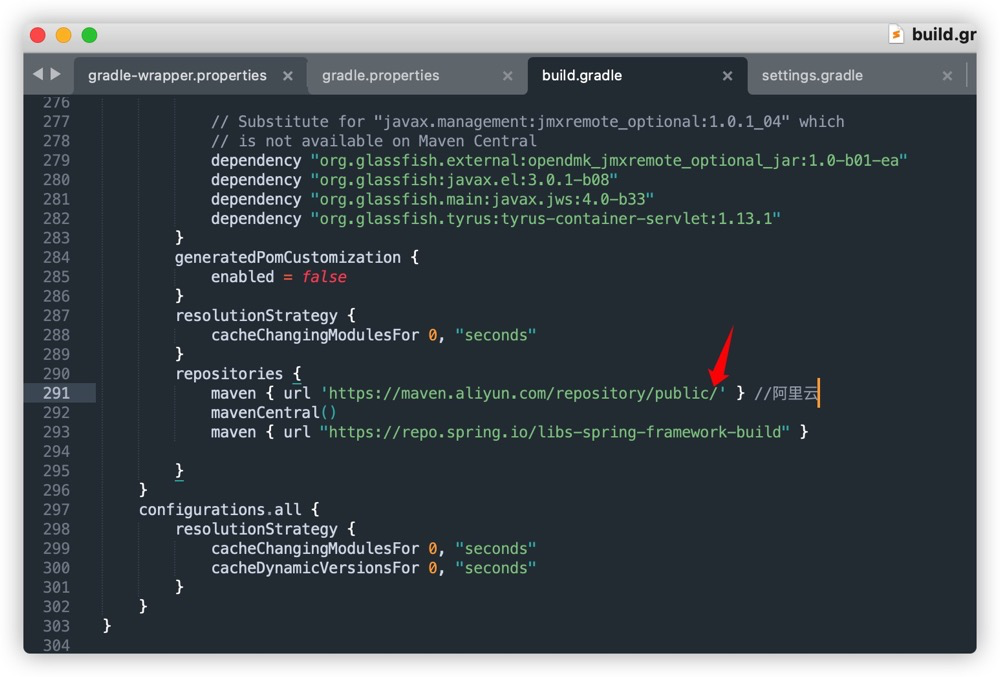 build.gr
gradle-wrapper.properties × gradle.properties × build.gradle × settings.gradle ×
276
277 // Substitute for "javax.management:jmxremote_optional:1.0.1_04" which
278 // is not available on Maven Central
279 dependency "org.glassfish.external:opendmk_jmxremote_optional_jar:1.0-b01-ea"
280 dependency "org.glassfish:javax.el:3.0.1-b08"
281 dependency "org.glassfish.main:javax.jws:4.0-b33"
282 dependency "org.glassfish.tyrus:tyrus-container-servlet:1.13.1"
283 }
284 generatedPomCustomization {
285 enabled = false
286 }
287 resolutionStrategy {
288 cacheChangingModulesFor 0, "seconds"
289 }
290 repositories {
291 maven { url 'https://maven.aliyun.com/repository/public/' } //阿里云
292 mavenCentral()
293 maven { url "https://repo.spring.io/libs-spring-framework-build" }
294
295 }
296 }
297 configurations.all {
298 resolutionStrategy {
299 cacheChangingModulesFor 0, "seconds"
300 cacheDynamicVersionsFor 0, "seconds"
301 }
302 }
303 }
304